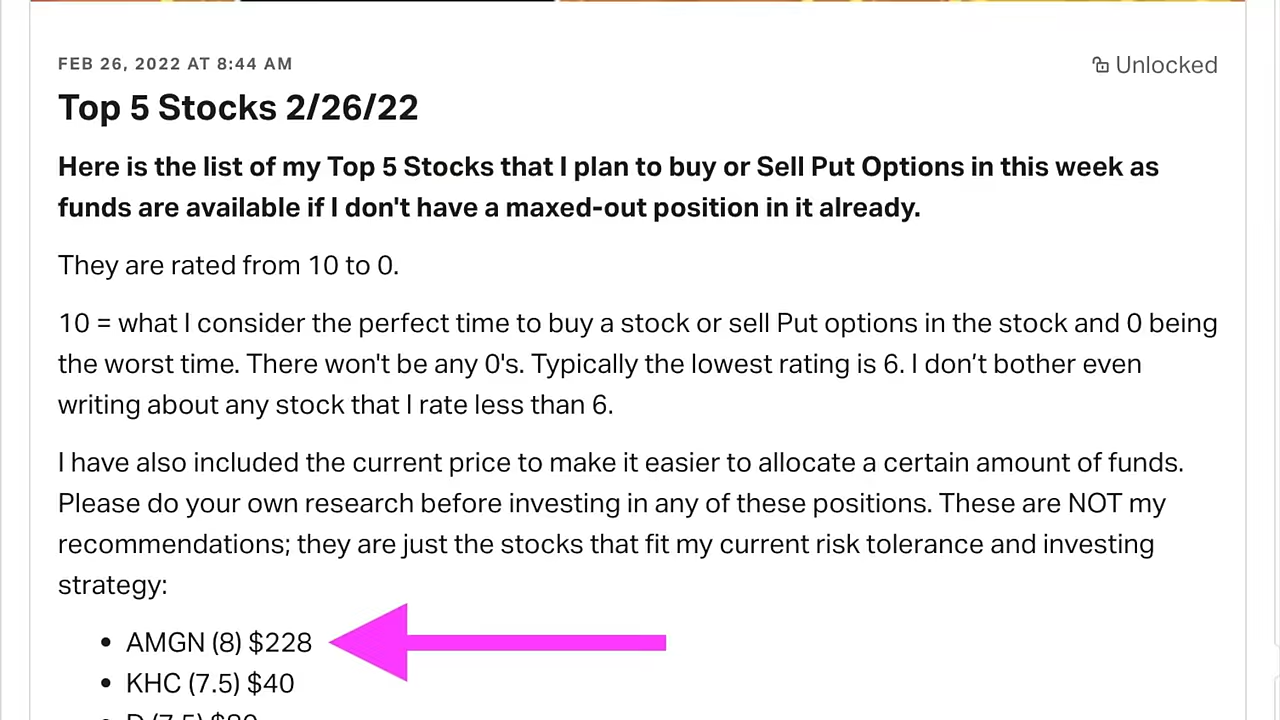 FEB 26, 2022 AT 8:44 AM
Unlocked
Top 5 Stocks 2/26/22
Here is the list of my Top 5 Stocks that I plan to buy or Sell Put Options in this week as
funds are available if I don't have a maxed-out position in it already.
They are rated from 10 to 0.
10 = what I consider the perfect time to buy a stock or sell Put options in the stock and 0 being
the worst time. There won't be any 0's. Typically the lowest rating is 6. I don’t bother even
writing about any stock that I rate less than 6.
I have also included the current price to make it easier to allocate a certain amount of funds.
Please do your own research before investing in any of these positions. These are NOT my
recommendations; they are just the stocks that fit my current risk tolerance and investing
strategy:
• AMGN (8) $228
• KHC (7.5) $40